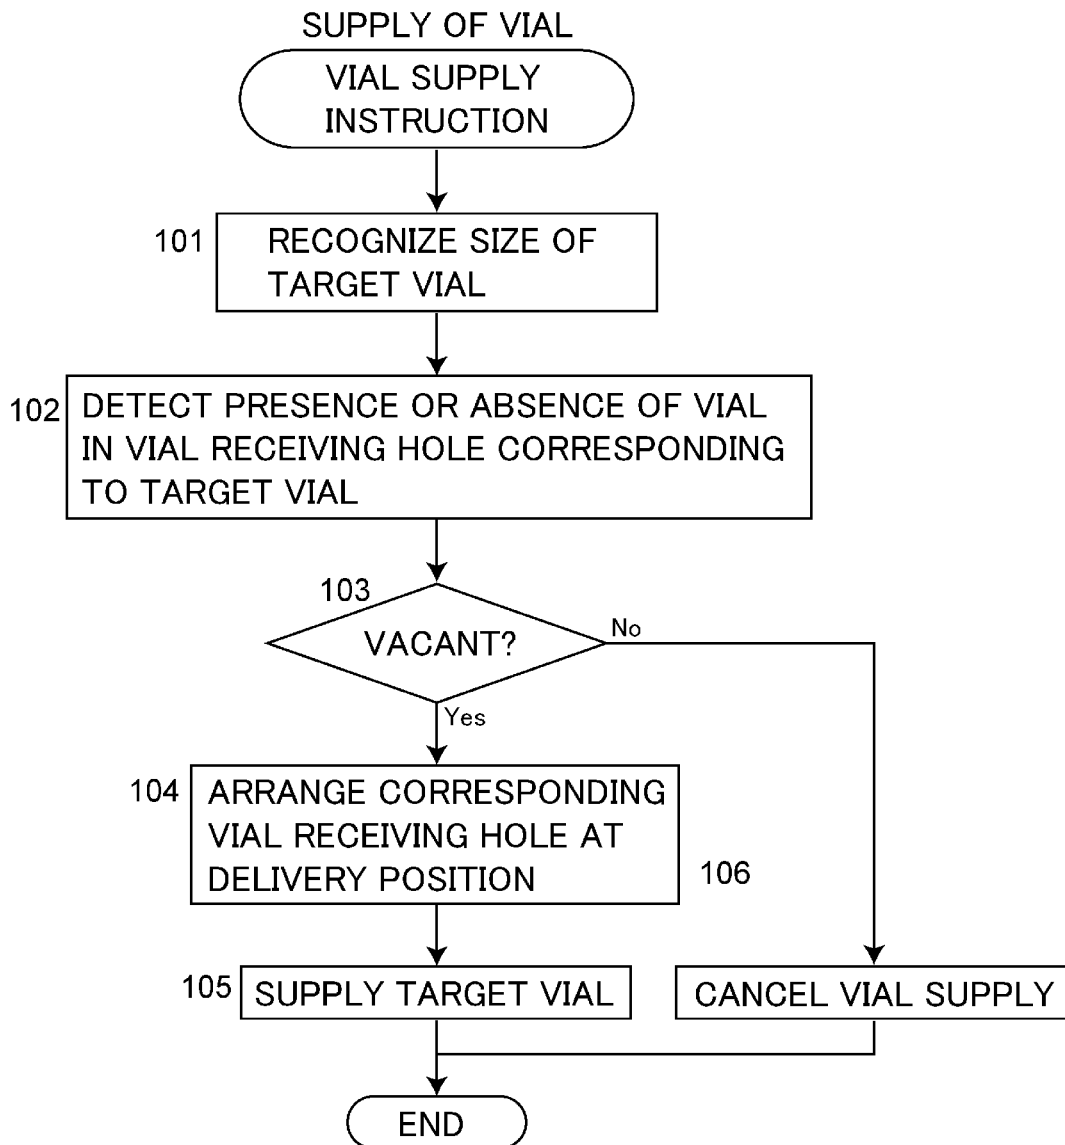 SUPPLY OF VIAL
VIAL SUPPLY
INSTRUCTION
101
RECOGNIZE SIZE OF
TARGET VIAL
102
DETECT PRESENCE OR ABSENCE OF VIAL
IN VIAL RECEIVING HOLE CORRESPONDING
TO TARGET VIAL
103
VACANT?
No
Yes
104
ARRANGE CORRESPONDING
VIAL RECEIVING HOLE AT
DELIVERY POSITION
105
SUPPLY TARGET VIAL
106
CANCEL VIAL SUPPLY
END